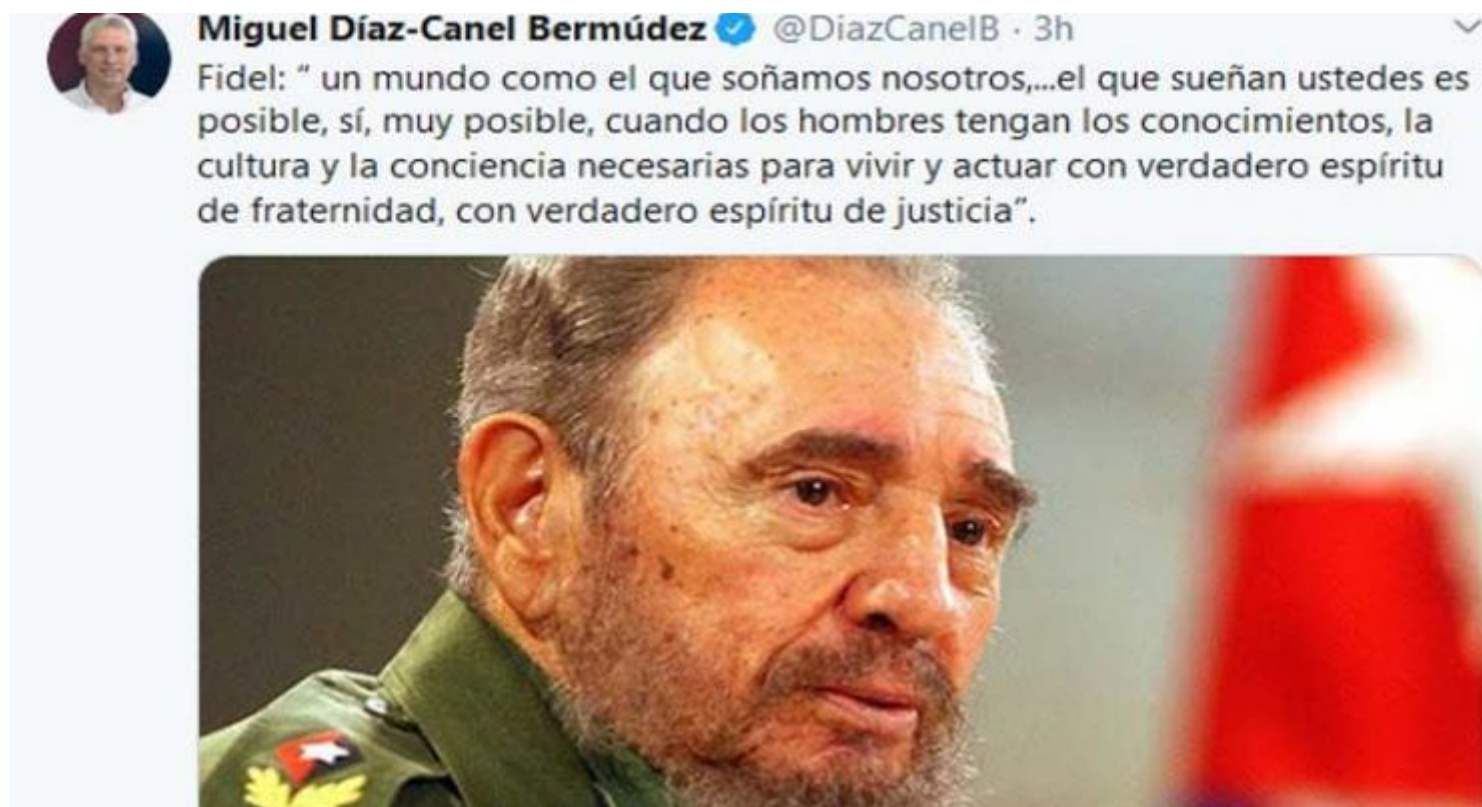 Miguel Díaz-Canel Bermúdez @DiazCanelB · 3h
Fidel: “ un mundo como el que soñamos nosotros,...el que sueñan ustedes es
posible, sí, muy posible, cuando los hombres tengan los conocimientos, la
cultura y la conciencia necesarias para vivir y actuar con verdadero espíritu
de fraternidad, con verdadero espíritu de justicia”.